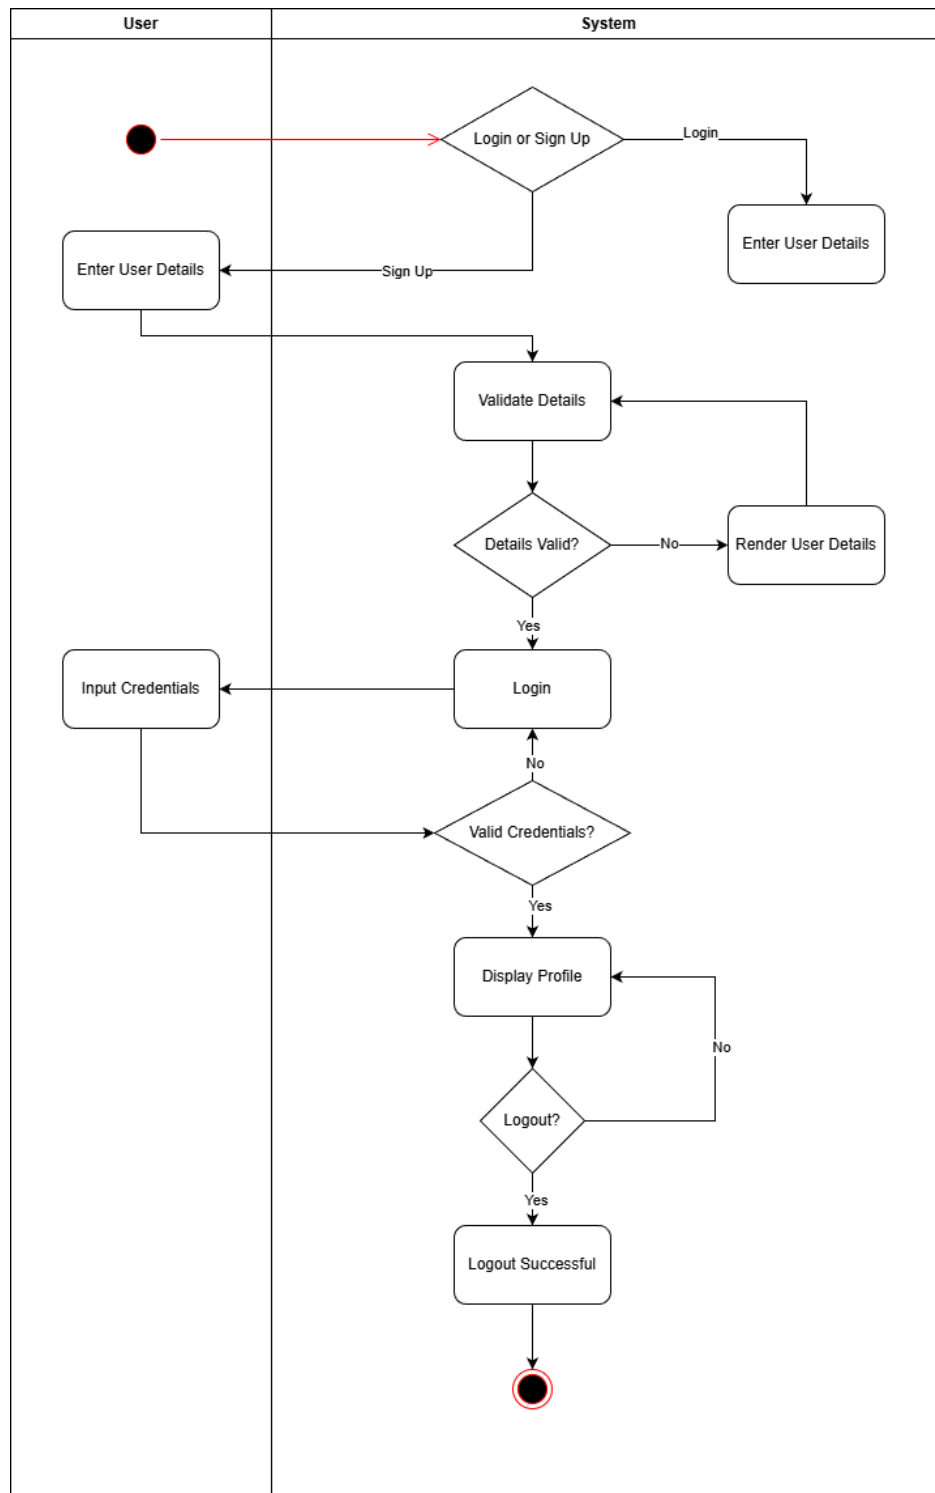 User
System
Login or Sign Up
Login
Enter User Details
Enter User Details
Sign Up
Validate Details
Details Valid?
No
Render User Details
Yes
Input Credentials
Login
No
Valid Credentials?
Yes
Display Profile
No
Logout?
Yes
Logout Successful